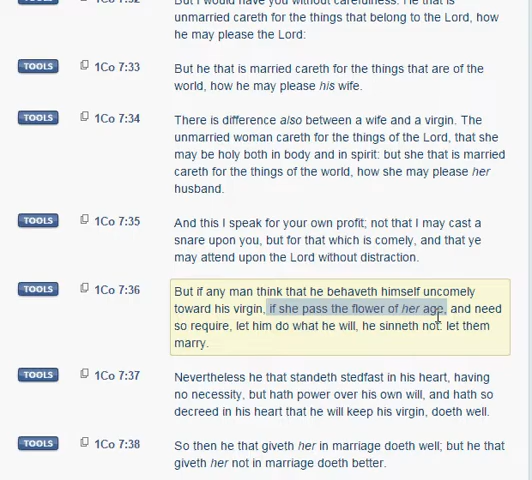 But I would have you without carefulness. He that is
unmarried careth for the things that belong to the Lord, how
he may please the Lord:
TOOLS 1Co 7:33 But he that is married careth for the things that are of the
world, how he may please his wife.
TOOLS 1Co 7:34 There is difference also between a wife and a virgin. The
unmarried woman careth for the things of the Lord, that she
may be holy both in body and in spirit: but she that is married
careth for the things of the world, how she may please her
husband.
TOOLS 1Co 7:35 And this I speak for your own profit; not that I may cast a
snare upon you, but for that which is comely, and that ye
may attend upon the Lord without distraction.
TOOLS 1Co 7:36 But if any man think that he behaveth himself uncomely
toward his virgin, if she pass the flower of her age, and need
so require, let him do what he will, he sinneth not: let them
marry.
TOOLS 1Co 7:37 Nevertheless he that standeth stedfast in his heart, having
no necessity, but hath power over his own will, and hath so
decreed in his heart that he will keep his virgin, doeth well.
TOOLS 1Co 7:38 So then he that giveth her in marriage doeth well; but he that
giveth her not in marriage doeth better.